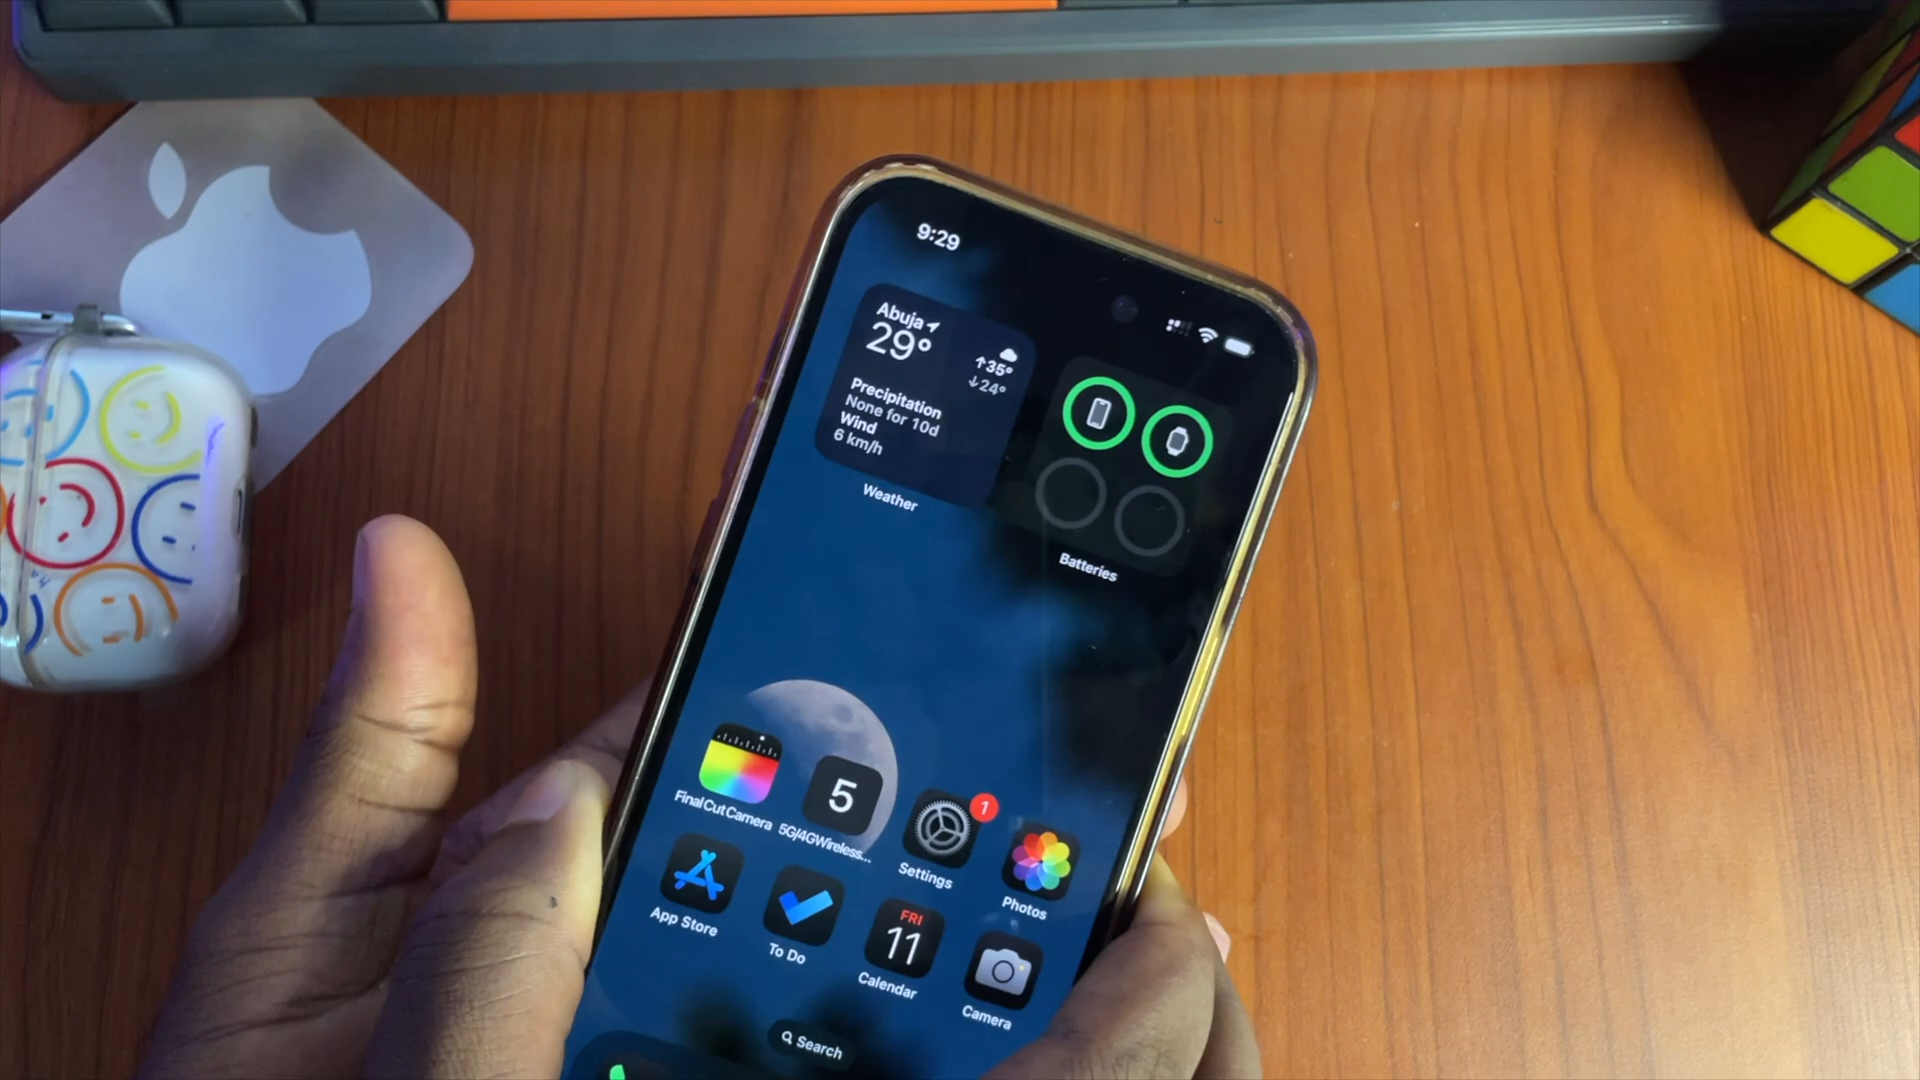 9:29
Abuja
29°
↑35°
↓24°
Precipitation
None for 10d
Wind
6 km/h
Weather
Batteries
Final Cut Camera
5
5G/4GWireless...
1
Settings
Photos
App Store
To Do
FRI
11
Calendar
Camera
Search